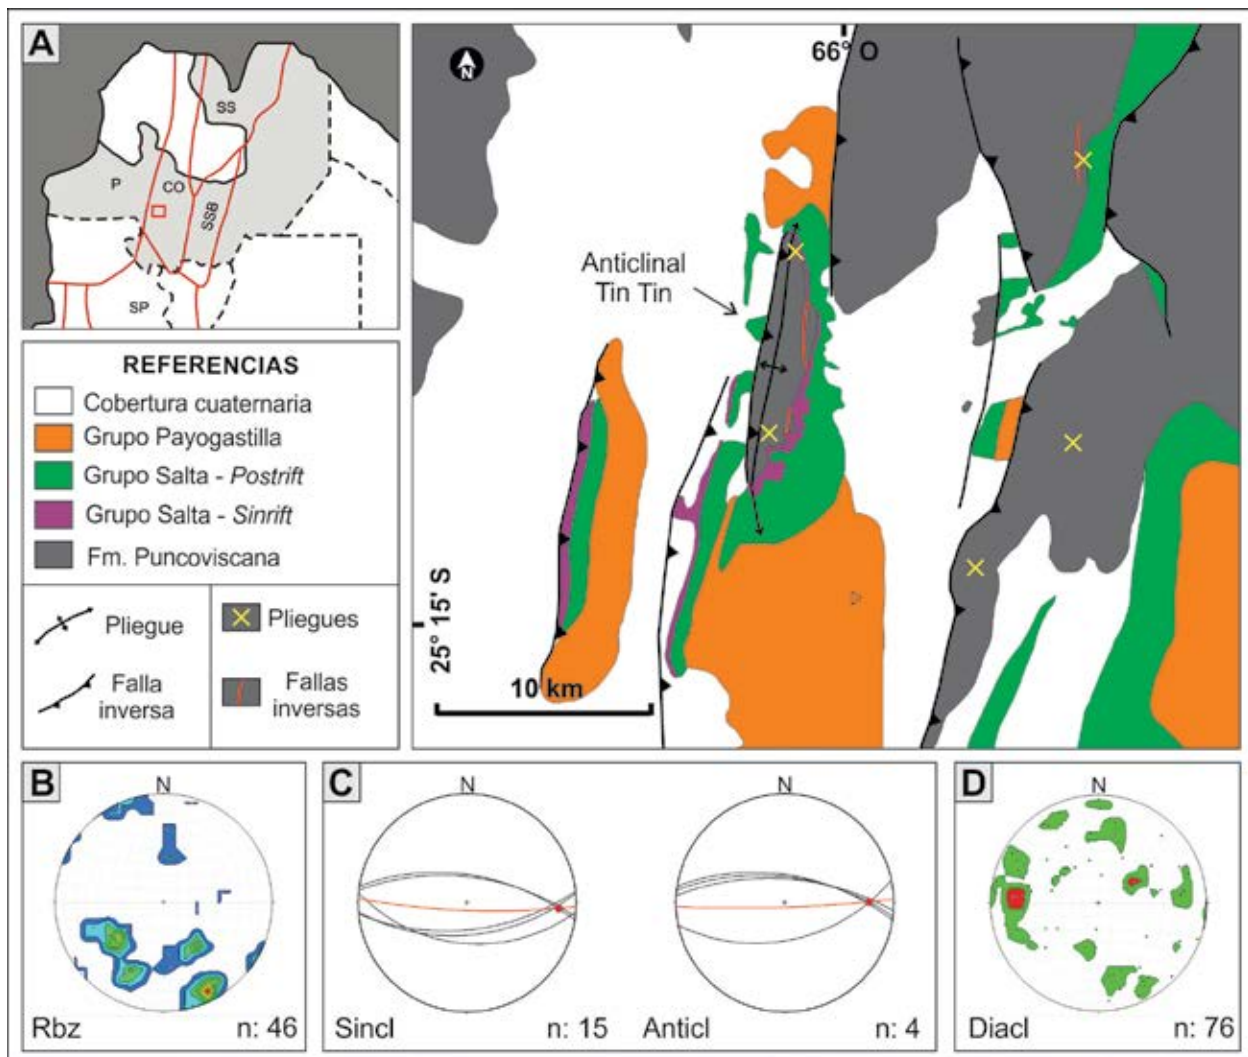 A
SS
P
CO
SSB
SP
REFERENCIAS
Cobertura cuaternaria
Grupo Payogastilla
Grupo Salta - Postrift
Grupo Salta - Sinrift
Fm. Puncoviscana
Pliegue
Pliegues
Falla
inversa
Fallas
inversas
N
66° O
Anticlinal
Tin Tin
25° 15' S
10 km
B
N
Rbz
n: 46
C
N
Sincl
n: 15
N
Anticl
n: 4
D
N
Diacl
n: 76